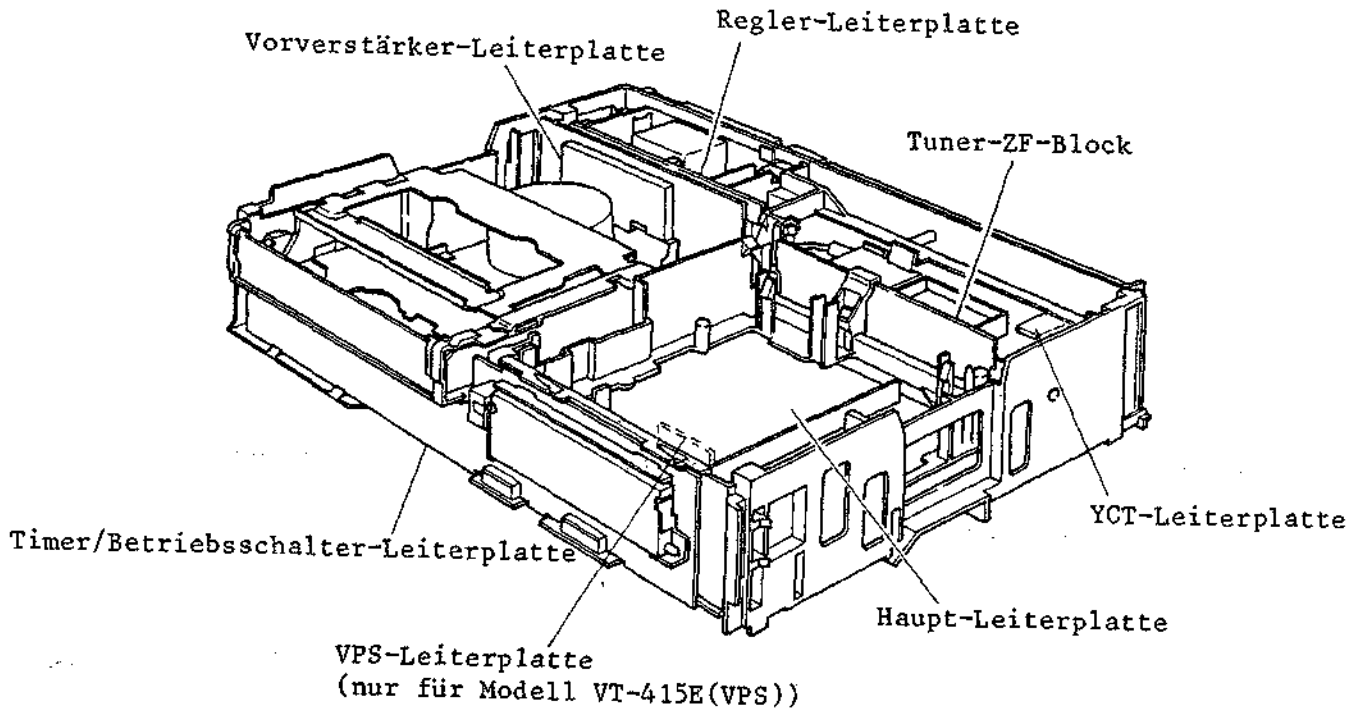 Regler-Leiterplatte
Vorverstärker-Leiterplatte
Tuner-ZF-Block
YCT-Leiterplatte
Timer/Betriebsschalter-Leiterplatte
Haupt-Leiterplatte
VPS-Leiterplatte
(nur für Modell VT-415E(VPS))